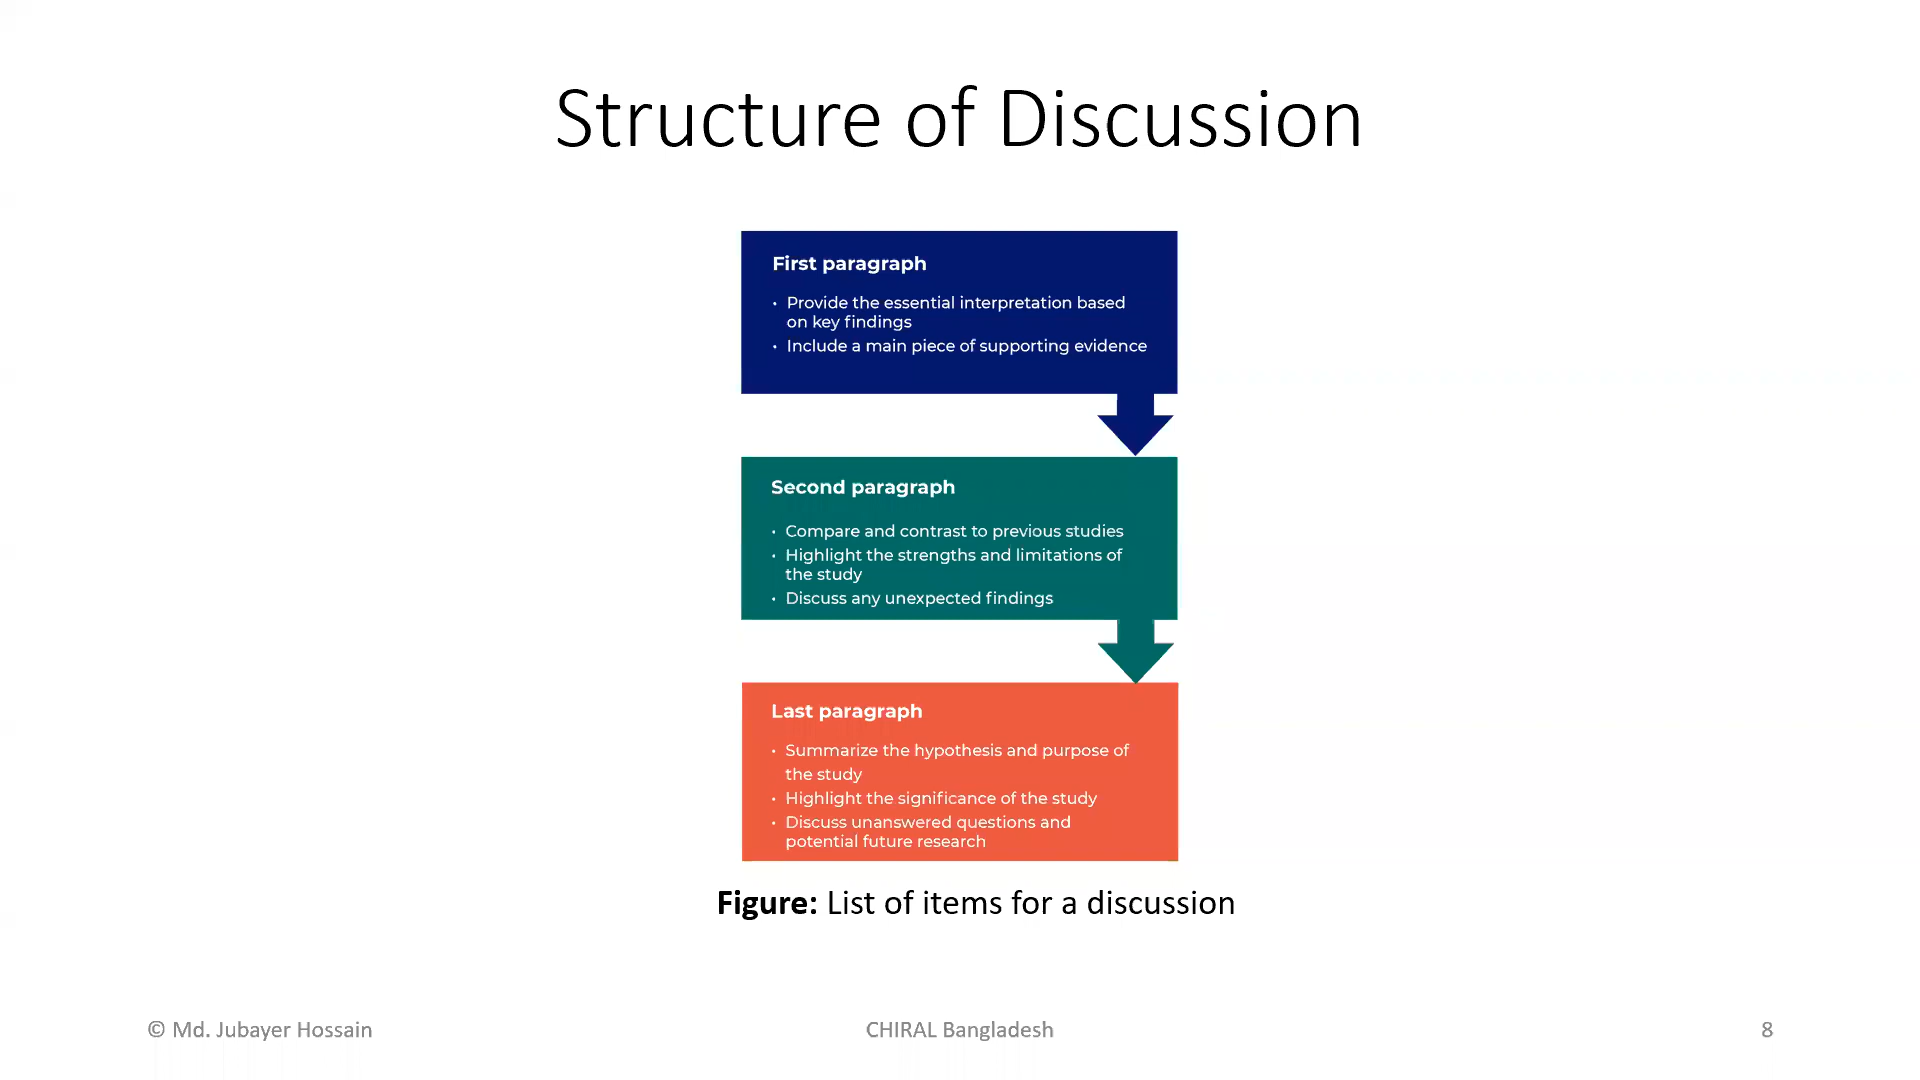 Structure of Discussion
First paragraph
• Provide the essential interpretation based
on key findings
• Include a main piece of supporting evidence
Second paragraph
• Compare and contrast to previous studies
• Highlight the strengths and limitations of
the study
• Discuss any unexpected findings
Last paragraph
• Summarize the hypothesis and purpose of
the study
• Highlight the significance of the study
• Discuss unanswered questions and
potential future research
Figure: List of items for a discussion
© Md. Jubayer Hossain
CHIRAL Bangladesh
8